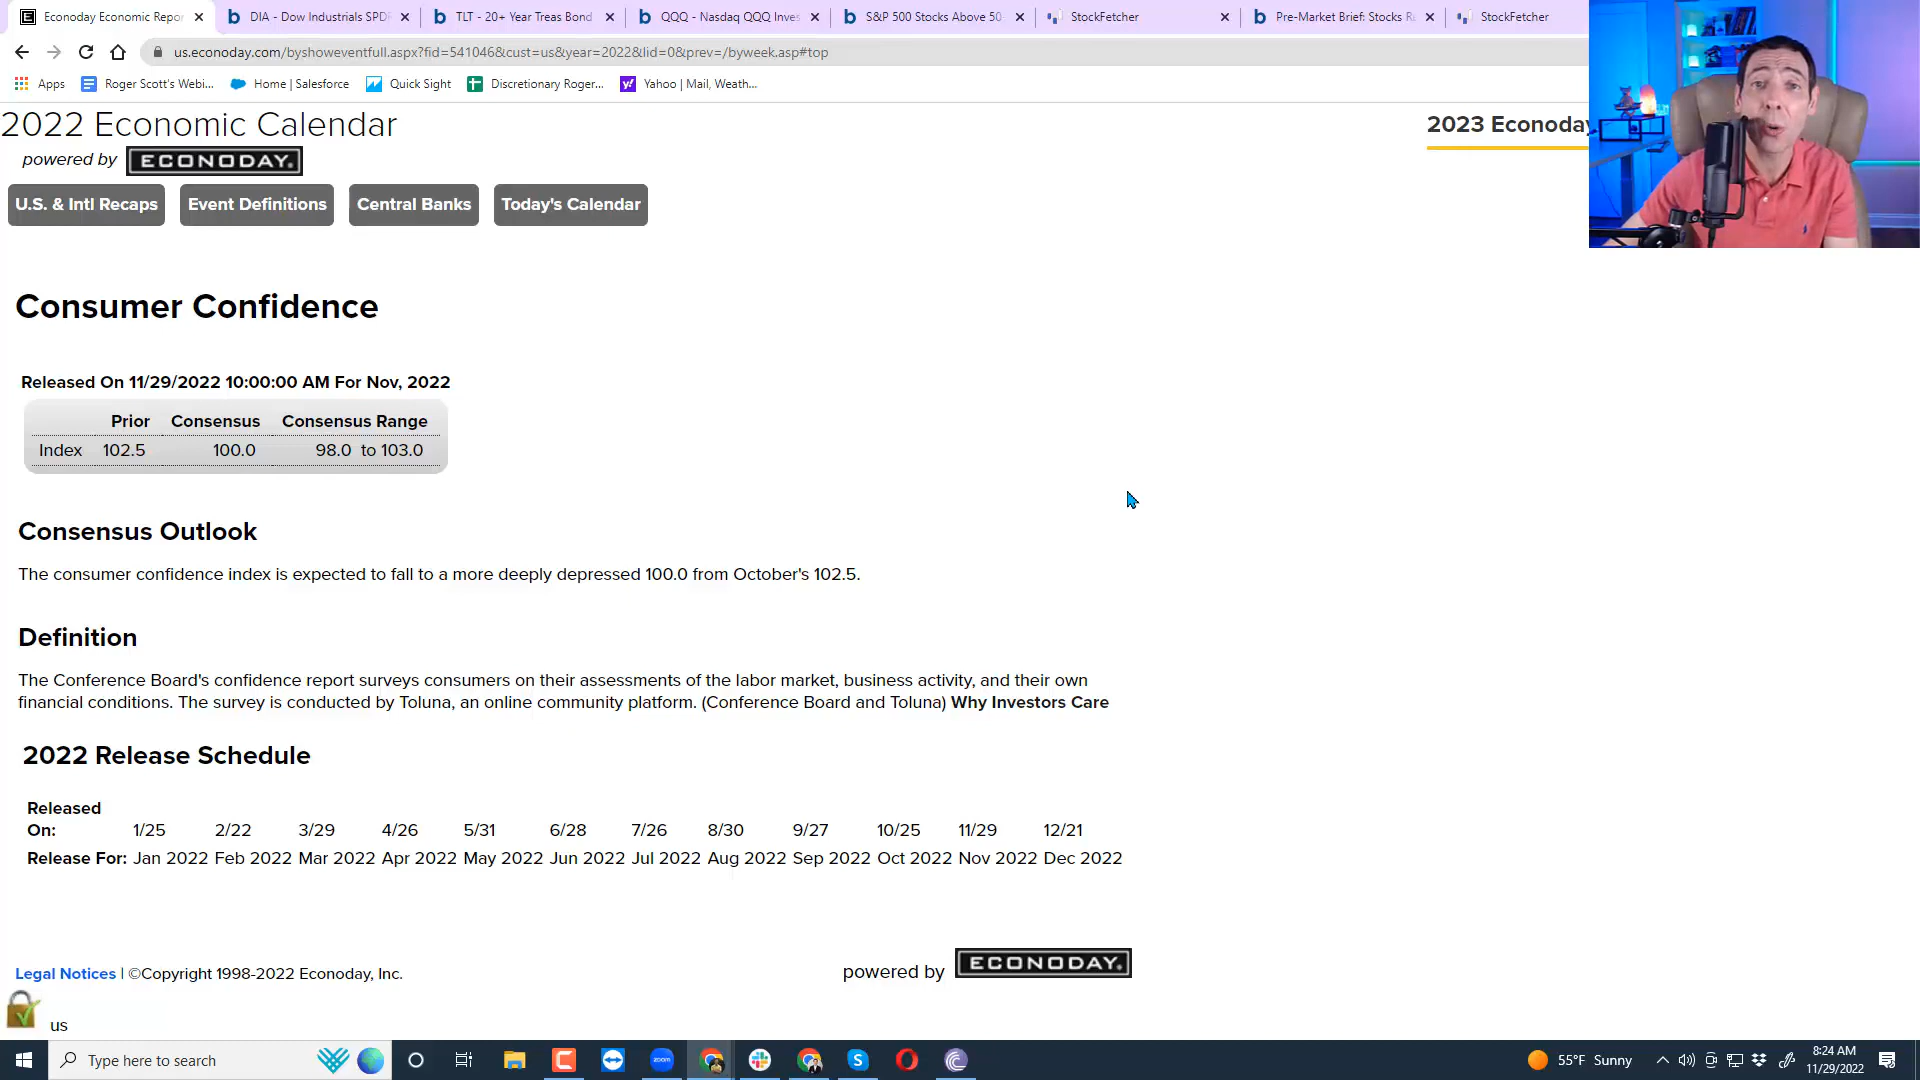 Econoday Economic Repor
DIA - Dow Industrials SPD
TLT - 20+ Year Treas Bond
QQQ - Nasdaq QQQ Inves
S&P 500 Stocks Above 50
StockFetcher
Pre-Market Brief: Stocks R
StockFetcher
us.econoday.com/byshoweventfull.aspx?fid=541046&cust=us&year=2022&lid=0&prev=/byweek.asp#top
Apps
Roger Scott's Webi...
Home | Salesforce
Quick Sight
Discretionary Roger...
Yahoo | Mail, Weath...
2022 Economic Calendar
2023 Econoday
powered by ECONODAY.
U.S. & Intl Recaps
Event Definitions
Central Banks
Today's Calendar
Consumer Confidence
Released On 11/29/2022 10:00:00 AM For Nov, 2022
Prior Consensus Consensus Range
Index 102.5 100.0 98.0 to 103.0
Consensus Outlook
The consumer confidence index is expected to fall to a more deeply depressed 100.0 from October's 102.5.
Definition
The Conference Board's confidence report surveys consumers on their assessments of the labor market, business activity, and their own
financial conditions. The survey is conducted by Toluna, an online community platform. (Conference Board and Toluna) Why Investors Care
2022 Release Schedule
Released
On: 1/25 2/22 3/29 4/26 5/31 6/28 7/26 8/30 9/27 10/25 11/29 12/21
Release For: Jan 2022 Feb 2022 Mar 2022 Apr 2022 May 2022 Jun 2022 Jul 2022 Aug 2022 Sep 2022 Oct 2022 Nov 2022 Dec 2022
Legal Notices | ©Copyright 1998-2022 Econoday, Inc.
powered by ECONODAY.
us
Type here to search
zoom
55°F Sunny
8:24 AM
11/29/2022